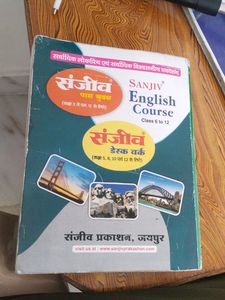 सर्वाधिक लोकप्रिय एवं सर्वाधिक विश्वसनीय प्रकाशन
संजीव
पास बुक्स
SANJIV
English
Course
Class 6 to 12
संजीव
डेस्क वर्क
संजीव प्रकाशन, जयपुर
visit us at : www.sanjivprakashan.com